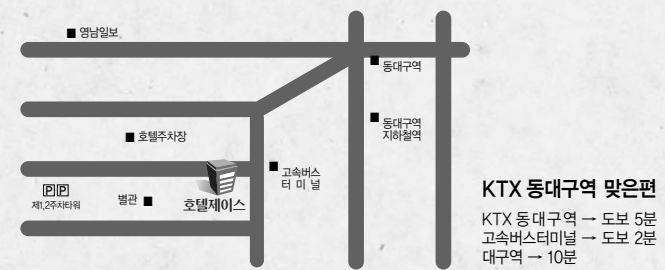 영남일보
동대구역
동대구역
지하철역
호텔주차장
고속버스
터 미 널
PP
제1,2주차타워
별관
호텔제이스
KTX 동대구역 맞은편
KTX 동대구역 → 도보 5분
고속버스터미널 → 도보 2분
대구역 → 10분